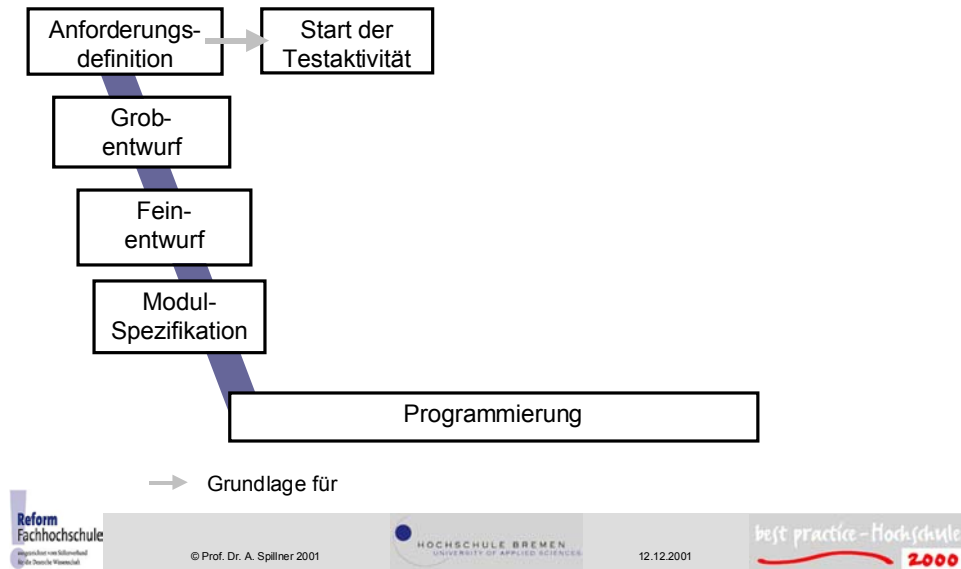 Anforderungs-
definition
Start der
Testaktivität
Grob-
entwurf
Fein-
entwurf
Modul-
Spezifikation
Programmierung
Grundlage für
Reform
Fachhochschule
© Prof. Dr. A. Spillner 2001
HOCHSCHULE BREMEN
UNIVERSITY OF APPLIED SCIENCES
12.12.2001
best practice-Hochschule
2000